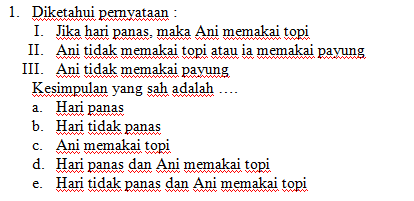 1. Diketahui pernyataan :
I. Jika hari panas, maka Ani memakai topi
II. Ani tidak memakai topi atau ia memakai payung
III. Ani tidak memakai payung
Kesimpulan yang sah adalah ….
a. Hari panas
b. Hari tidak panas
c. Ani memakai topi
d. Hari panas dan Ani memakai topi
e. Hari tidak panas dan Ani memakai topi